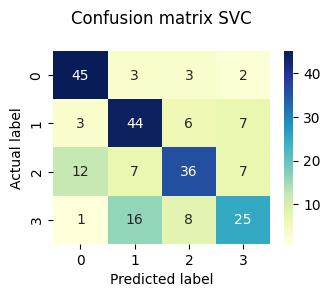 Confusion matrix SVC
Actual label
0 45 3 3 2
1 3 44 6 7
2 12 7 36 7
3 1 16 8 25
0 1 2 3
Predicted label
40
30
20
10